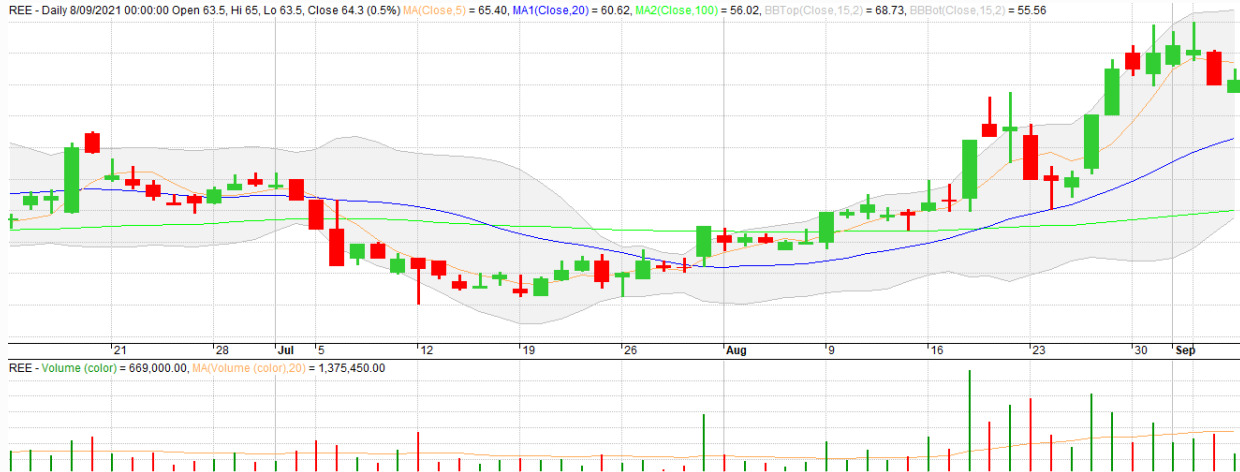 REE - Daily 8/09/2021 00:00:00 Open 63.5, Hi 65, Lo 63.5, Close 64.3 (0.5%) MA(Close,5) = 65.40, MA1(Close,20) = 60.62, MA2(Close,100) = 56.02, BBTop(Close,15,2) = 68.73, BBBot(Close,15,2) = 55.56
21 28 Jul 5 12 19 26 Aug 9 16 23 30 Sep
REE - Volume (color) = 669,000.00, MA(Volume (color),20) = 1,375,450.00